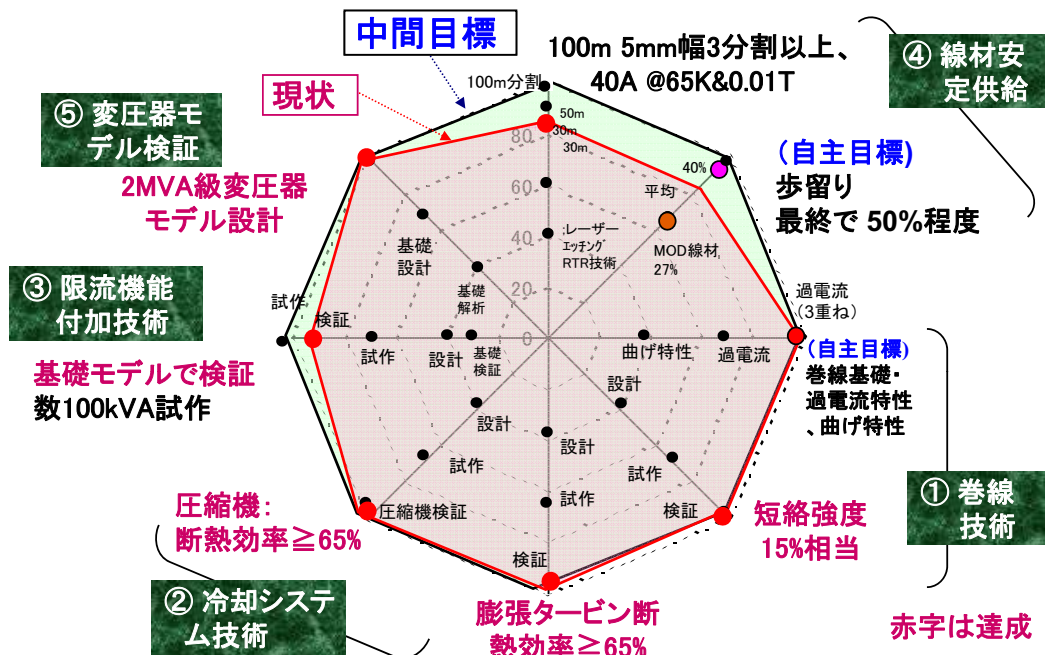 中間目標
現状
100m 5mm幅3分割以上、
40A @65K&0.01T
④ 線材安
定供給
⑤ 変圧器モ
デル検証
2MVA級変圧器
モデル設計
(自主目標)
歩留り
最終で 50%程度
③ 限流機能
付加技術
基礎モデルで検証
数100kVA試作
(自主目標)
巻線基礎・
過電流特性
、曲げ特性
① 巻線
技術
短絡強度
15%相当
圧縮機:
断熱効率≧65%
② 冷却システ
ム技術
膨張タービン断
熱効率≧65%
赤字は達成
100m分割
50m
30m
30m
レーザー
エッチング
RTR技術
80
60
40
20
0
40%
平均
MOD線材
27%
過電流
(3重ね)
曲げ特性
過電流
設計
試作
検証
設計
試作
検証
設計
試作
圧縮機検証
基礎
検証
設計
試作
検証
試作
基礎
解析
基礎
設計